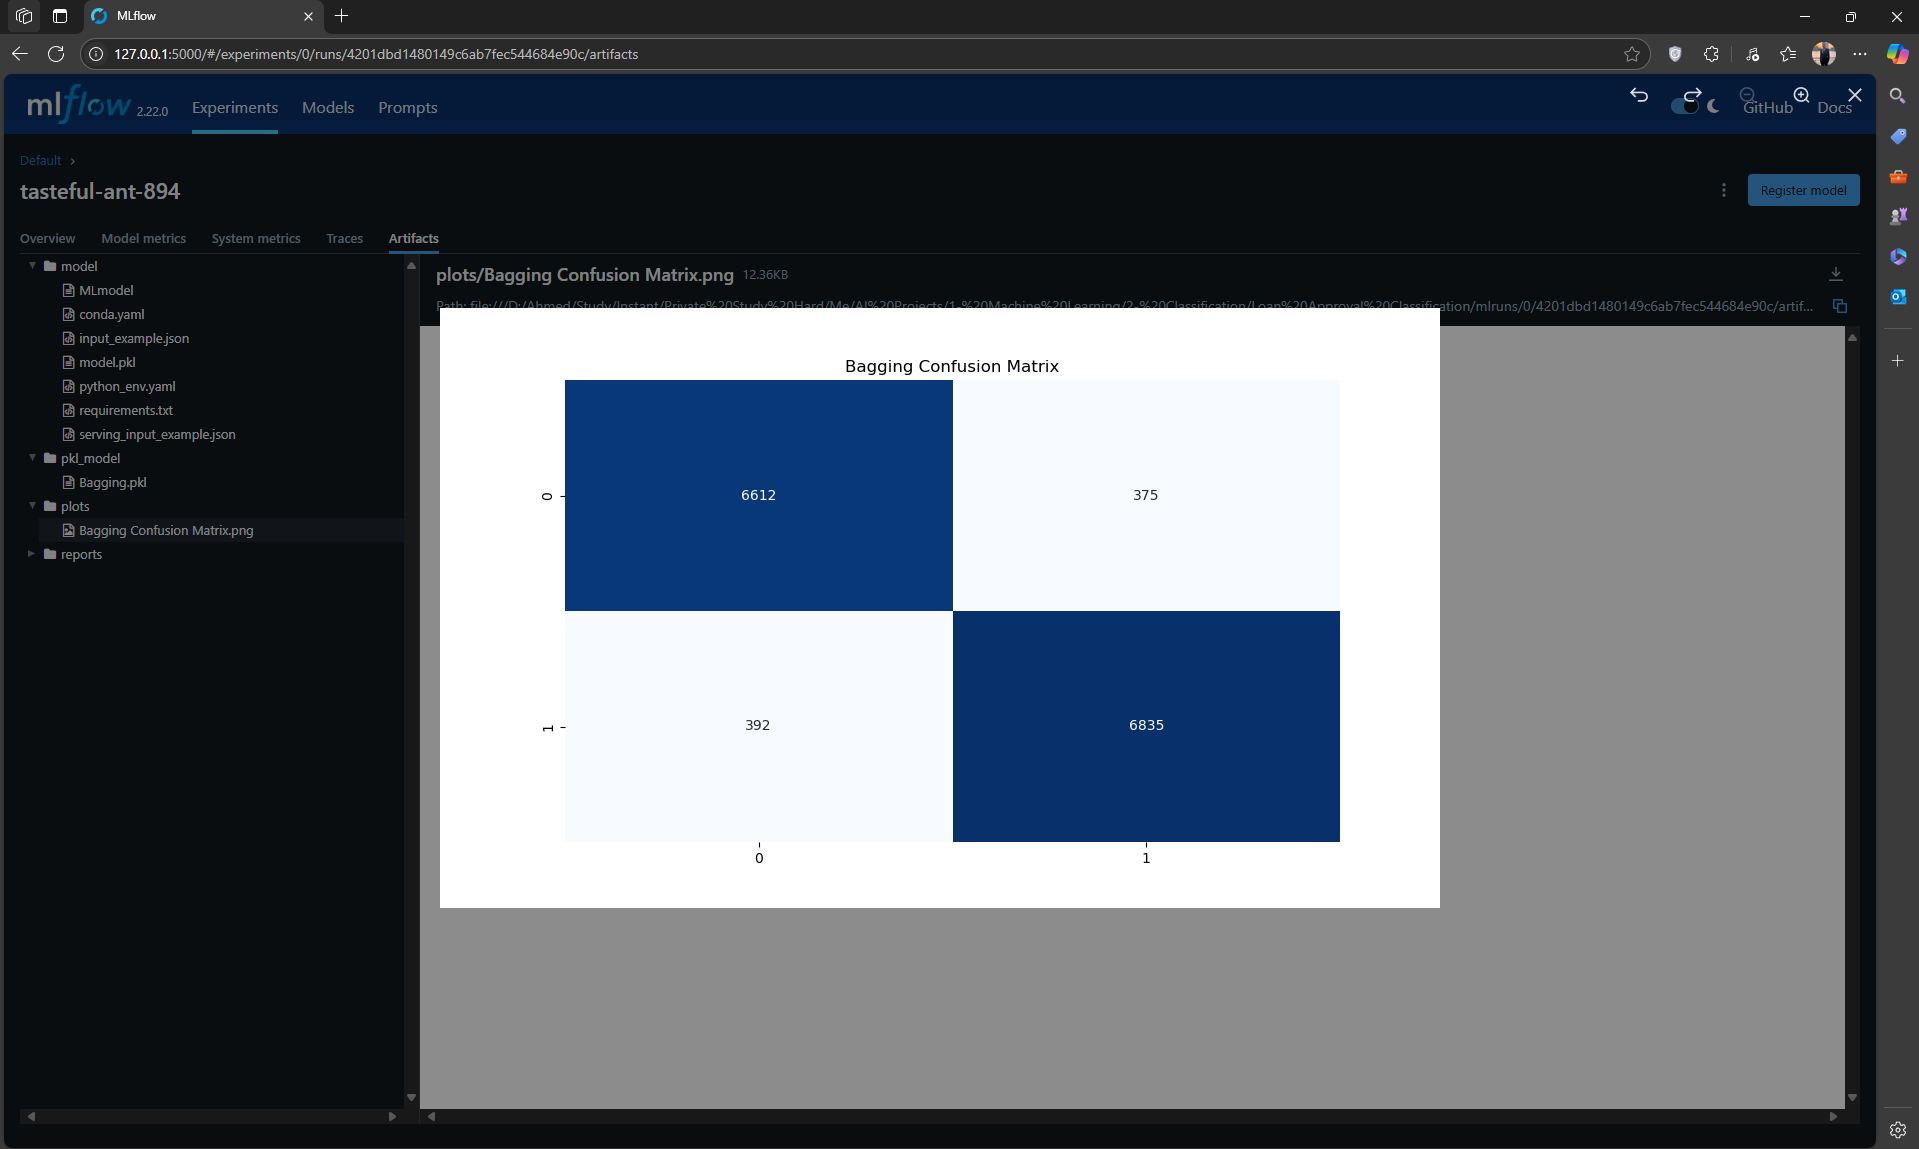 MLflow
127.0.0.1:5000/#/experiments/0/runs/4201dbd1480149c6ab7fec544684e90c/artifacts
mlflow 2.22.0 Experiments Models Prompts GitHub Docs
Default
tasteful-ant-894
Register model
Overview Model metrics System metrics Traces Artifacts
model
MLmodel
conda.yaml
input_example.json
model.pkl
python_env.yaml
requirements.txt
serving_input_example.json
pkl_model
Bagging.pkl
plots
Bagging Confusion Matrix.png
reports
plots/Bagging Confusion Matrix.png 12.36KB
Path: file:///D:/Ahmed/Study/Instant/Private%20Study%20Hard/Me/AI%20Projects/1-%20Machine%20Learning/2-%20Classification/Loan%20Approval%20Classification/mlruns/0/4201dbd1480149c6ab7fec544684e90c/artif...
Bagging Confusion Matrix
0
6612 375
1
392 6835
0 1